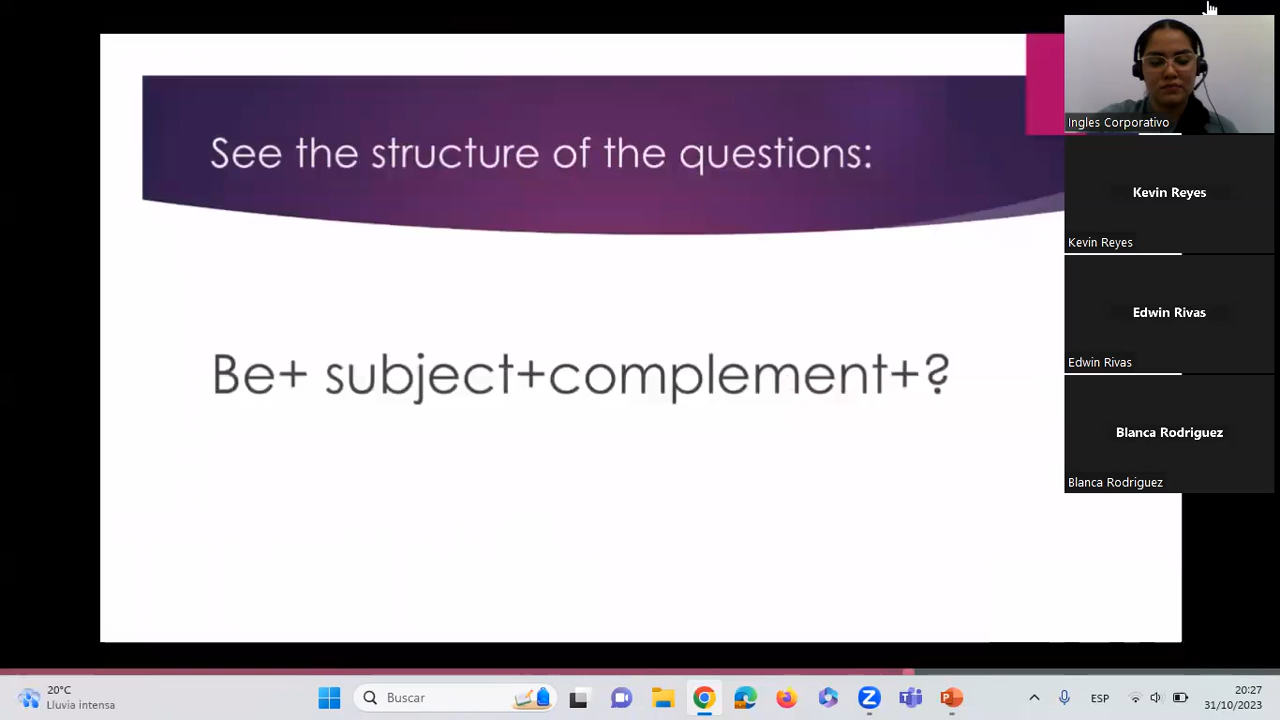 See the structure of the questions:
Be+ subject+complement+?
Ingles Corporativo
Kevin Reyes
Kevin Reyes
Edwin Rivas
Edwin Rivas
Blanca Rodriguez
Blanca Rodriguez
20°C
Lluvia intensa
Buscar
ESP
20:27
31/10/2023